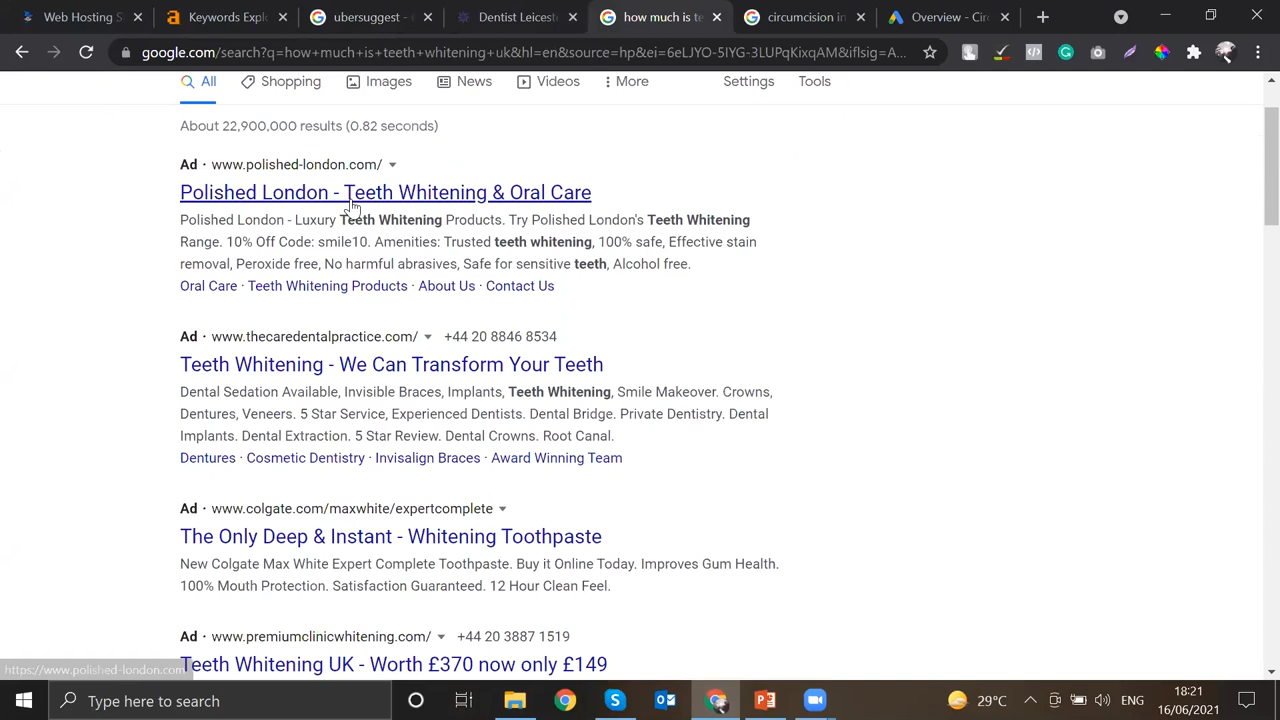 Web Hosting S
Keywords Expl
ubersuggest -
Dentist Leicest
how much is te
circumcision in
Overview - Circ
google.com/search?q=how+much+is+teeth+whitening+uk&hl=en&source=hp&ei=6eLJYO-5IYG-3LUPqKixqAM&iflsig=A...
All
Shopping
Images
News
Videos
More
Settings
Tools
About 22,900,000 results (0.82 seconds)
Ad · www.polished-london.com/
Polished London - Teeth Whitening & Oral Care
Polished London - Luxury Teeth Whitening Products. Try Polished London's Teeth Whitening
Range. 10% Off Code: smile10. Amenities: Trusted teeth whitening, 100% safe, Effective stain
removal, Peroxide free, No harmful abrasives, Safe for sensitive teeth, Alcohol free.
Oral Care · Teeth Whitening Products · About Us · Contact Us
Ad · www.thecaredentalpractice.com/ +44 20 8846 8534
Teeth Whitening - We Can Transform Your Teeth
Dental Sedation Available, Invisible Braces, Implants, Teeth Whitening, Smile Makeover. Crowns,
Dentures, Veneers. 5 Star Service, Experienced Dentists. Dental Bridge. Private Dentistry. Dental
Implants. Dental Extraction. 5 Star Review. Dental Crowns. Root Canal.
Dentures · Cosmetic Dentistry · Invisalign Braces · Award Winning Team
Ad · www.colgate.com/maxwhite/expertcomplete
The Only Deep & Instant - Whitening Toothpaste
New Colgate Max White Expert Complete Toothpaste. Buy it Online Today. Improves Gum Health.
100% Mouth Protection. Satisfaction Guaranteed. 12 Hour Clean Feel.
Ad · www.premiumclinicwhitening.com/ +44 20 3887 1519
Teeth Whitening UK - Worth £370 now only £149
https://www.polished-london.com
Type here to search
29°C
ENG
18:21
16/06/2021